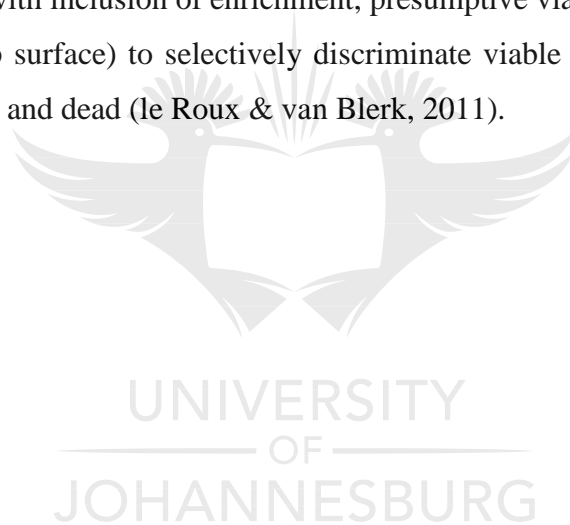 with inclusion of enrichment, presumptive via
surface) to selectively discriminate viable
and dead (le Roux & van Blerk, 2011).
UNIVERSITY
OF
JOHANNESBURG